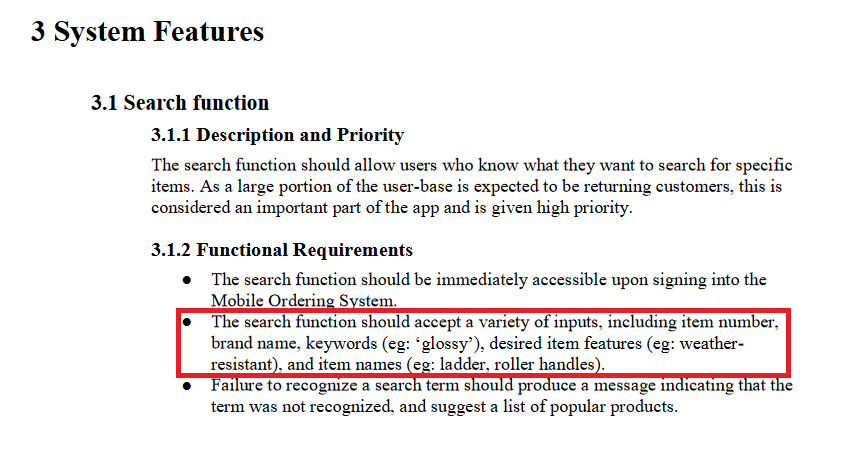 3 System Features
3.1 Search function
3.1.1 Description and Priority
The search function should allow users who know what they want to search for specific
items. As a large portion of the user-base is expected to be returning customers, this is
considered an important part of the app and is given high priority.
3.1.2 Functional Requirements
● The search function should be immediately accessible upon signing into the
Mobile Ordering System.
● The search function should accept a variety of inputs, including item number,
brand name, keywords (eg: ‘glossy’), desired item features (eg: weather-
resistant), and item names (eg: ladder, roller handles).
● Failure to recognize a search term should produce a message indicating that the
term was not recognized, and suggest a list of popular products.